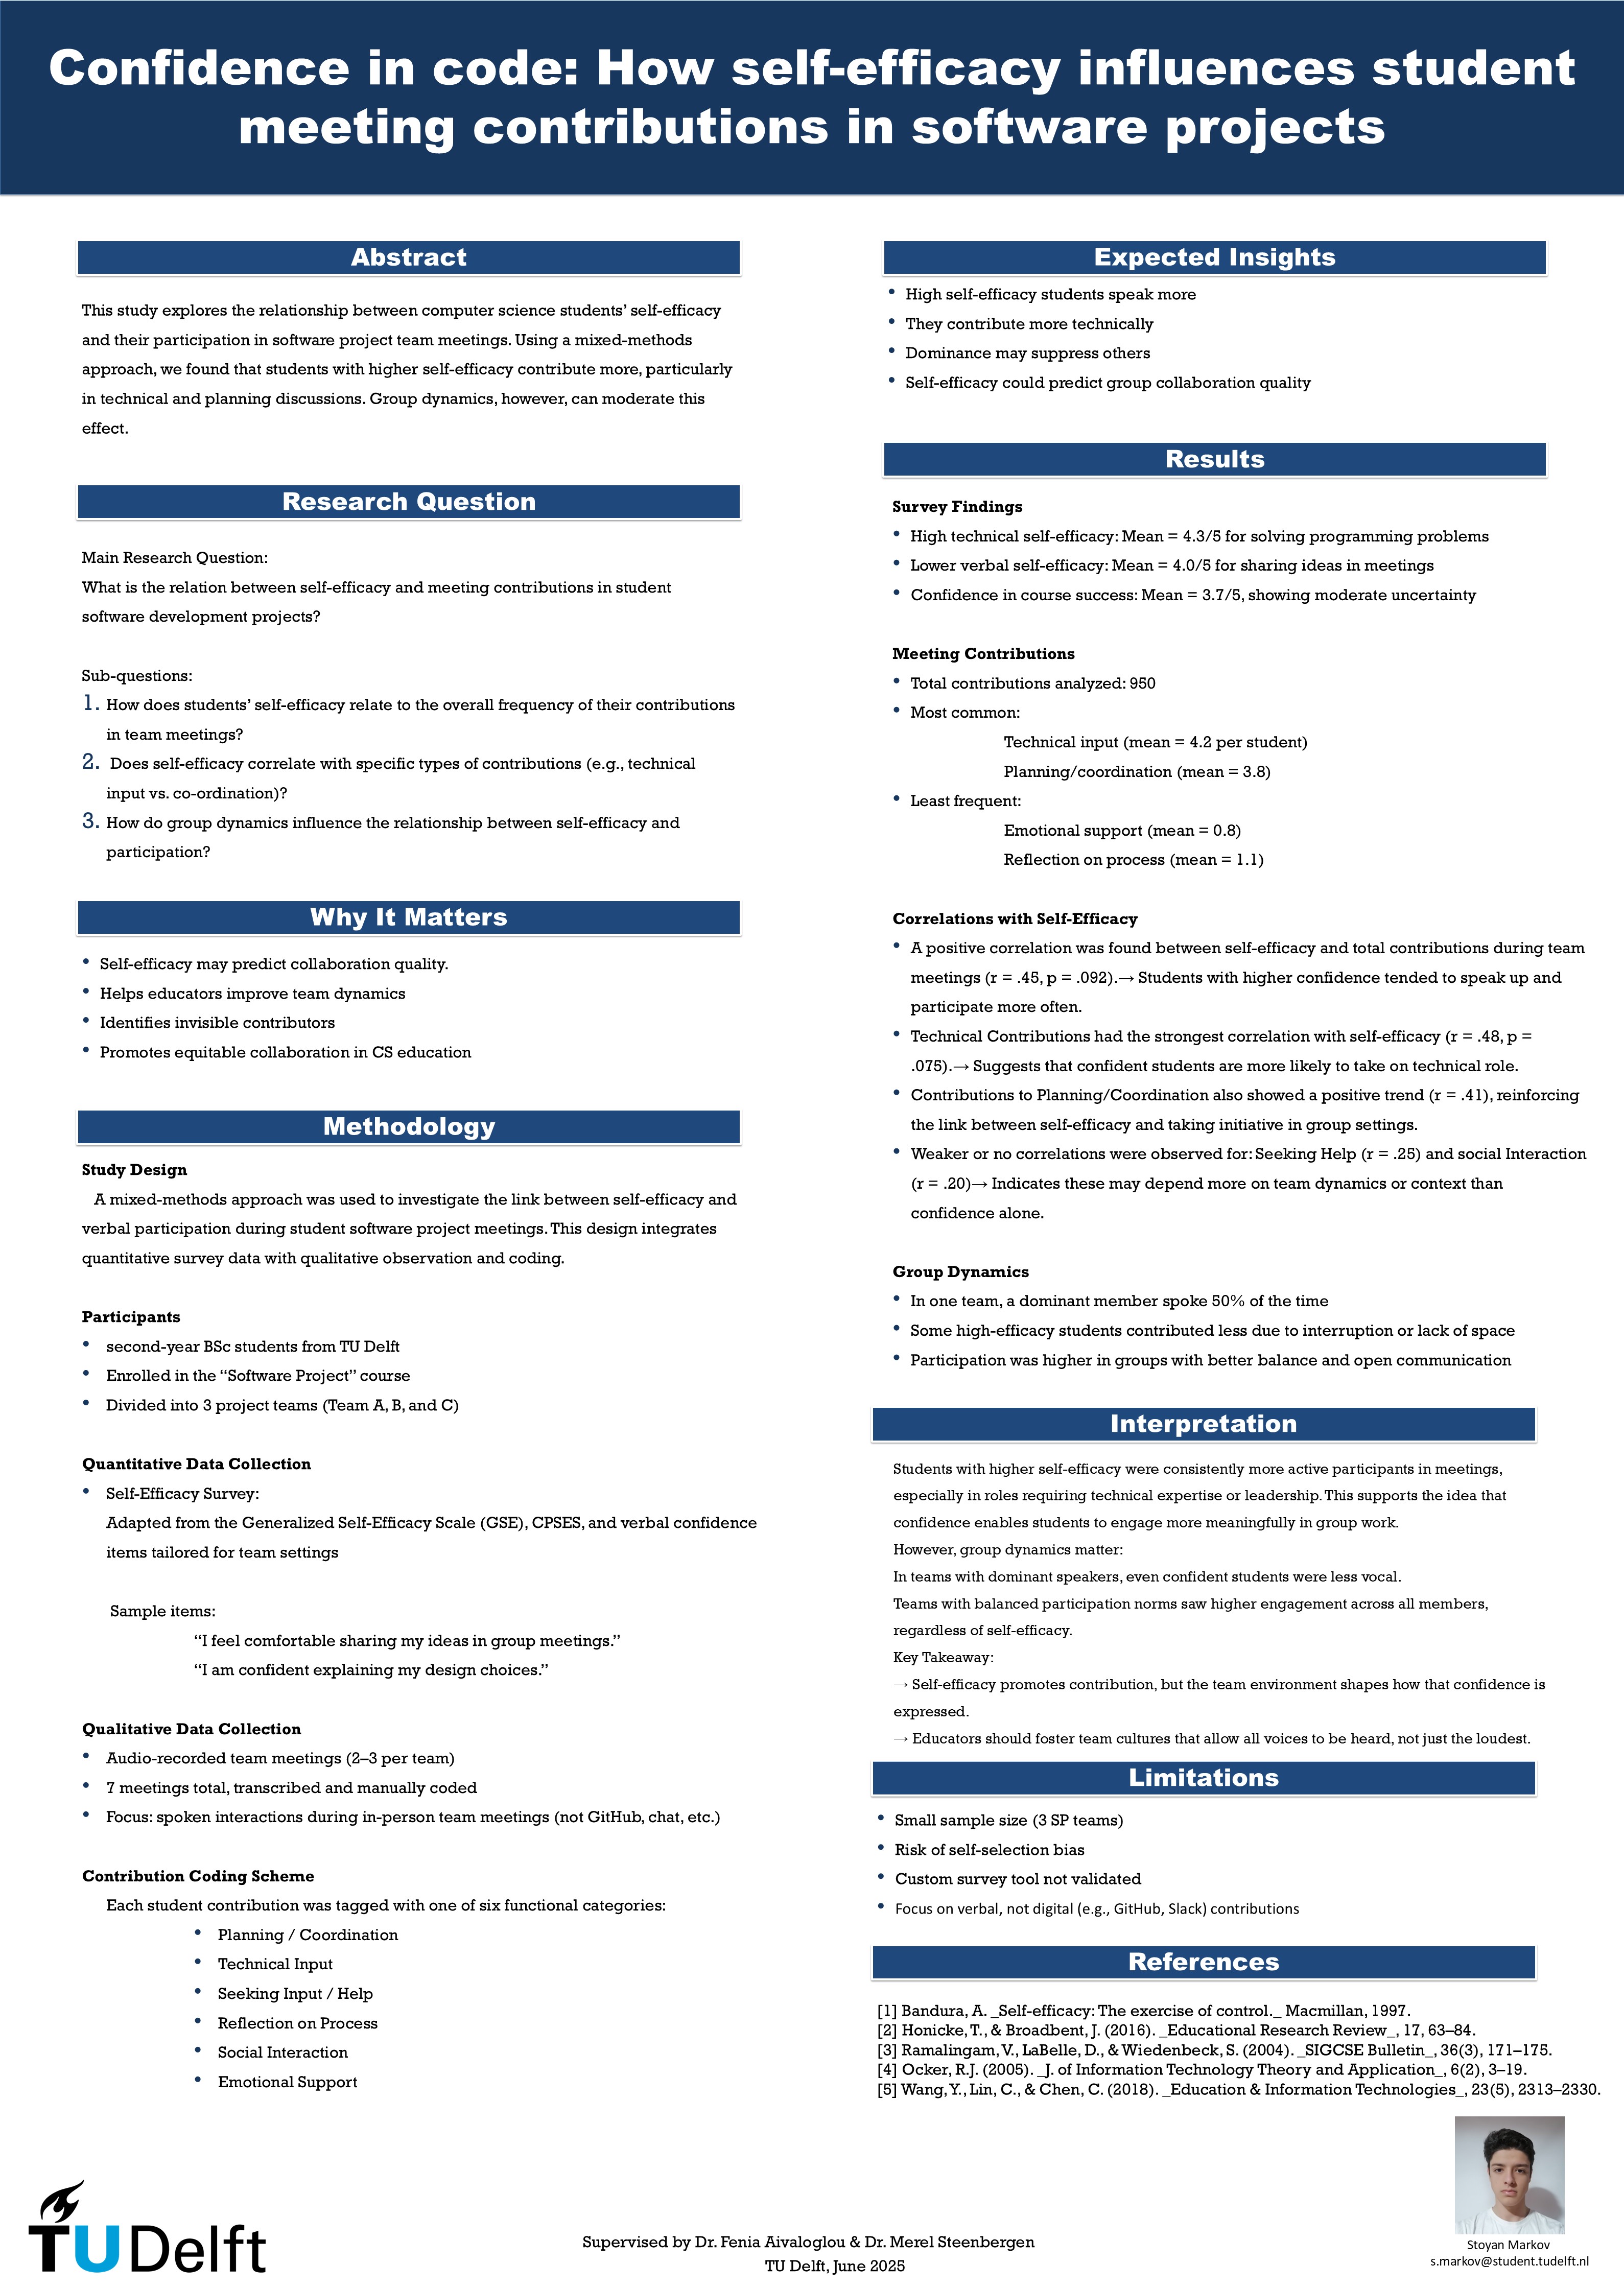 Confidence in code: How self-efficacy influences student
meeting contributions in software projects
Abstract
This study explores the relationship between computer science students’ self-efficacy
and their participation in software project team meetings. Using a mixed-methods
approach, we found that students with higher self-efficacy contribute more, particularly
in technical and planning discussions. Group dynamics, however, can moderate this
effect.
Research Question
Main Research Question:
What is the relation between self-efficacy and meeting contributions in student
software development projects?
Sub-questions:
1. How does students’ self-efficacy relate to the overall frequency of their contributions
in team meetings?
2. Does self-efficacy correlate with specific types of contributions (e.g., technical
input vs. co-ordination)?
3. How do group dynamics influence the relationship between self-efficacy and
participation?
Why It Matters
• Self-efficacy may predict collaboration quality.
• Helps educators improve team dynamics
• Identifies invisible contributors
• Promotes equitable collaboration in CS education
Methodology
Study Design
A mixed-methods approach was used to investigate the link between self-efficacy and
verbal participation during student software project meetings. This design integrates
quantitative survey data with qualitative observation and coding.
Participants
• second-year BSc students from TU Delft
• Enrolled in the “Software Project” course
• Divided into 3 project teams (Team A, B, and C)
Quantitative Data Collection
• Self-Efficacy Survey:
Adapted from the Generalized Self-Efficacy Scale (GSE), CPSES, and verbal confidence
items tailored for team settings
Sample items:
“I feel comfortable sharing my ideas in group meetings.”
“I am confident explaining my design choices.”
Qualitative Data Collection
• Audio-recorded team meetings (2–3 per team)
• 7 meetings total, transcribed and manually coded
• Focus: spoken interactions during in-person team meetings (not GitHub, chat, etc.)
Contribution Coding Scheme
Each student contribution was tagged with one of six functional categories:
• Planning / Coordination
• Technical Input
• Seeking Input / Help
• Reflection on Process
• Social Interaction
• Emotional Support
Expected Insights
• High self-efficacy students speak more
• They contribute more technically
• Dominance may suppress others
• Self-efficacy could predict group collaboration quality
Results
Survey Findings
• High technical self-efficacy: Mean = 4.3/5 for solving programming problems
• Lower verbal self-efficacy: Mean = 4.0/5 for sharing ideas in meetings
• Confidence in course success: Mean = 3.7/5, showing moderate uncertainty
Meeting Contributions
• Total contributions analyzed: 950
• Most common:
Technical input (mean = 4.2 per student)
Planning/coordination (mean = 3.8)
• Least frequent:
Emotional support (mean = 0.8)
Reflection on process (mean = 1.1)
Correlations with Self-Efficacy
• A positive correlation was found between self-efficacy and total contributions during team
meetings (r = .45, p = .092).→ Students with higher confidence tended to speak up and
participate more often.
• Technical Contributions had the strongest correlation with self-efficacy (r = .48, p =
.075).→ Suggests that confident students are more likely to take on technical role.
• Contributions to Planning/Coordination also showed a positive trend (r = .41), reinforcing
the link between self-efficacy and taking initiative in group settings.
• Weaker or no correlations were observed for: Seeking Help (r = .25) and social Interaction
(r = .20)→ Indicates these may depend more on team dynamics or context than
confidence alone.
Group Dynamics
• In one team, a dominant member spoke 50% of the time
• Some high-efficacy students contributed less due to interruption or lack of space
• Participation was higher in groups with better balance and open communication
Interpretation
Students with higher self-efficacy were consistently more active participants in meetings,
especially in roles requiring technical expertise or leadership. This supports the idea that
confidence enables students to engage more meaningfully in group work.
However, group dynamics matter:
In teams with dominant speakers, even confident students were less vocal.
Teams with balanced participation norms saw higher engagement across all members,
regardless of self-efficacy.
Key Takeaway:
→ Self-efficacy promotes contribution, but the team environment shapes how that confidence is
expressed.
→ Educators should foster team cultures that allow all voices to be heard, not just the loudest.
Limitations
• Small sample size (3 SP teams)
• Risk of self-selection bias
• Custom survey tool not validated
• Focus on verbal, not digital (e.g., GitHub, Slack) contributions
References
[1] Bandura, A. _Self-efficacy: The exercise of control._ Macmillan, 1997.
[2] Honicke, T., & Broadbent, J. (2016). _Educational Research Review_, 17, 63–84.
[3] Ramalingam, V., LaBelle, D., & Wiedenbeck, S. (2004). _SIGCSE Bulletin_, 36(3), 171–175.
[4] Ocker, R.J. (2005). _J. of Information Technology Theory and Application_, 6(2), 3–19.
[5] Wang, Y., Lin, C., & Chen, C. (2018). _Education & Information Technologies_, 23(5), 2313–2330.
TU Delft
Supervised by Dr. Fenia Aivaloglou & Dr. Merel Steenbergen
TU Delft, June 2025
Stoyan Markov
s.markov@student.tudelft.nl